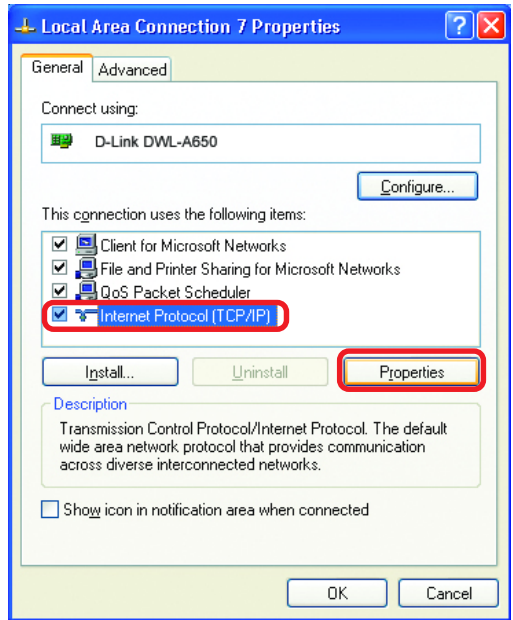 Local Area Connection 7 Properties
General Advanced
Connect using:
D-Link DWL-A650
Configure...
This connection uses the following items:
Client for Microsoft Networks
File and Printer Sharing for Microsoft Networks
QoS Packet Scheduler
Internet Protocol (TCP/IP)
Install... Uninstall Properties
Description
Transmission Control Protocol/Internet Protocol. The default
wide area network protocol that provides communication
across diverse interconnected networks.
Show icon in notification area when connected
OK Cancel